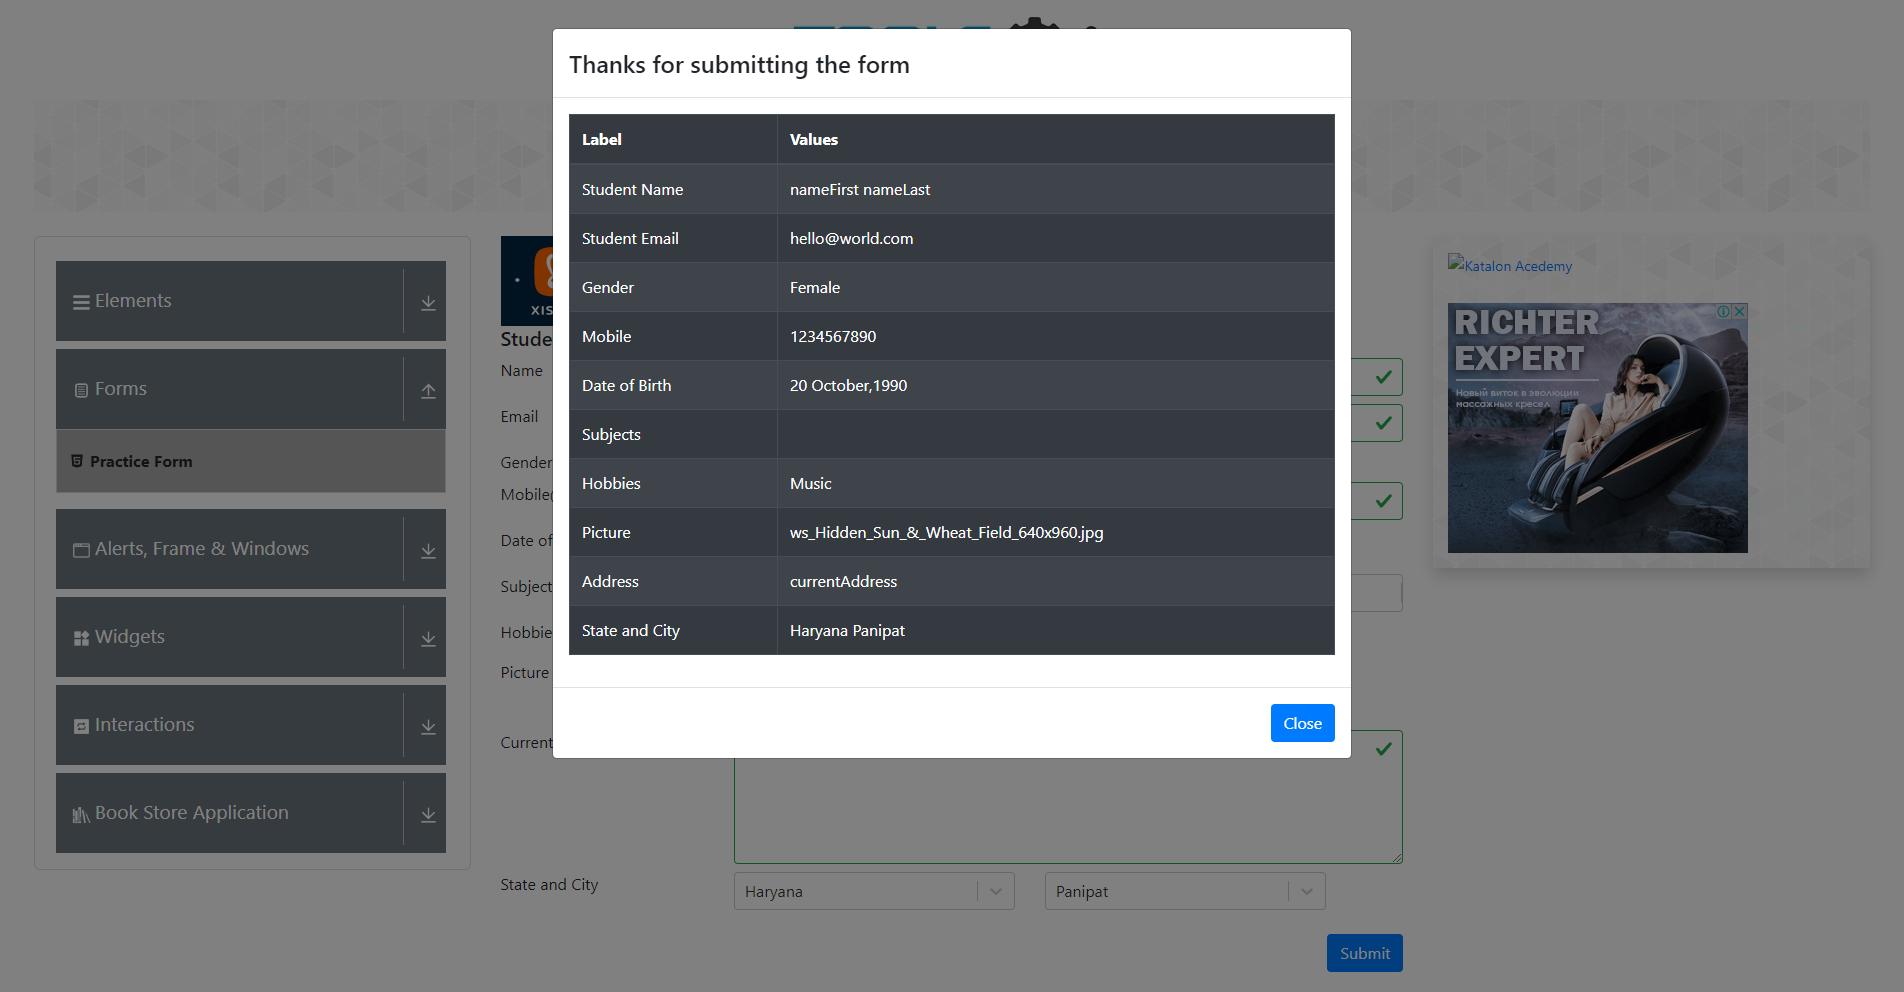 Thanks for submitting the form
Label Values
Student Name nameFirst nameLast
Student Email hello@world.com
Gender Female
Mobile 1234567890
Date of Birth 20 October,1990
Subjects
Hobbies Music
Picture ws_Hidden_Sun_&_Wheat_Field_640x960.jpg
Address currentAddress
State and City Haryana Panipat
Close
Elements
Forms
Practice Form
Alerts, Frame & Windows
Widgets
Interactions
Book Store Application
XIS
Stude
Name
Email
Gender
Mobile(
Date of
Subject
Hobbie
Picture
Current
State and City
Haryana
Panipat
Submit
Katalon Acedemy
RICHTER
EXPERT
Новый виток в эволюции
массажных кресел